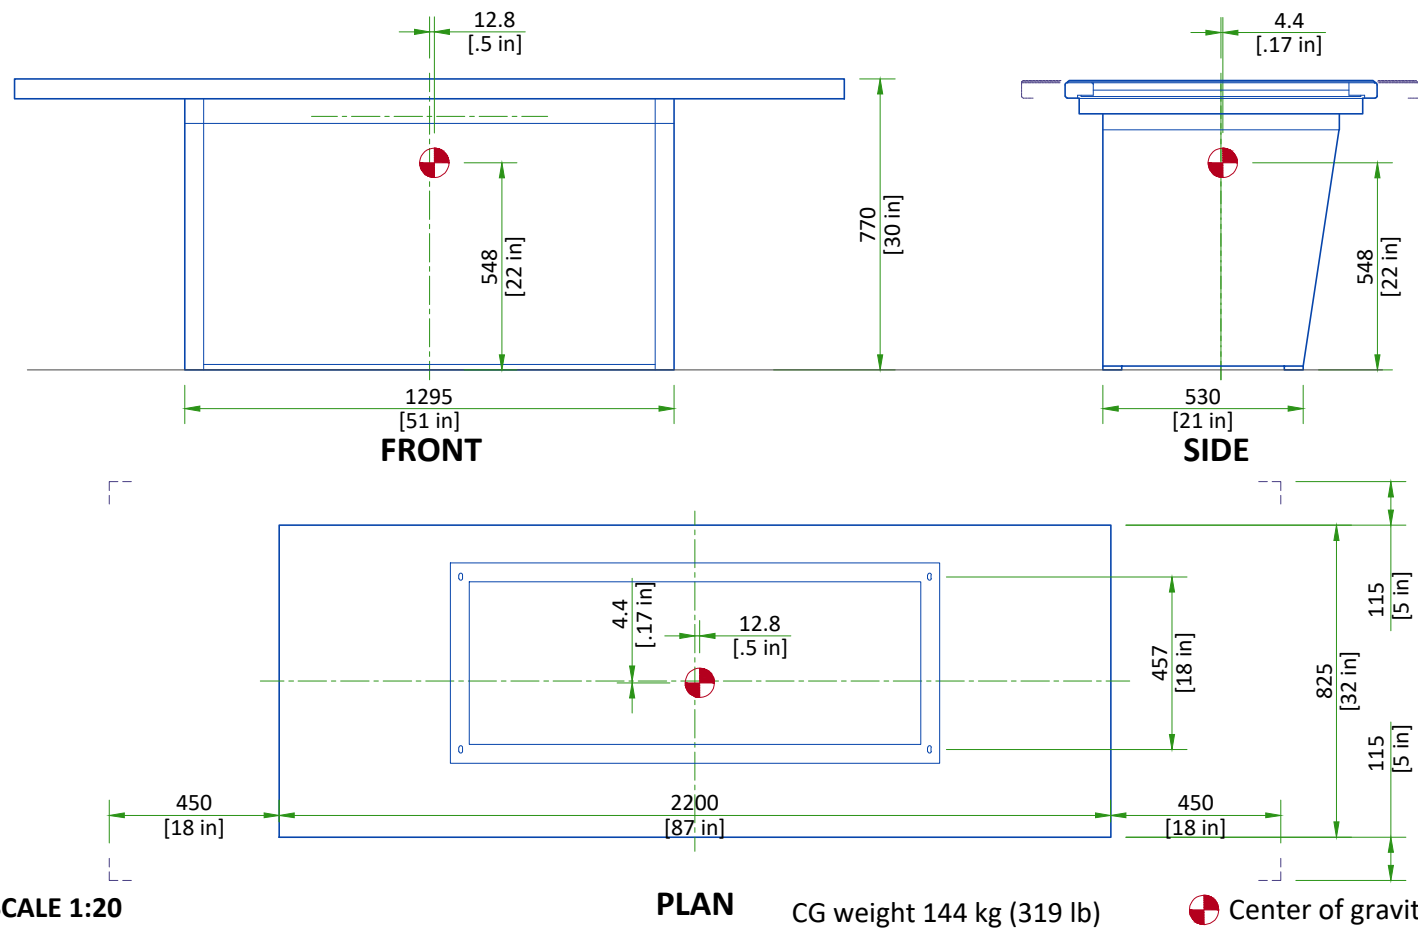 12.8
[.5 in]
4.4
[.17 in]
770
[30 in]
548
[22 in]
548
[22 in]
1295
[51 in]
530
[21 in]
FRONT
SIDE
4.4
[.17 in]
12.8
[.5 in]
457
[18 in]
115
[5 in]
825
[32 in]
115
[5 in]
450
[18 in]
2200
[87 in]
450
[18 in]
SCALE 1:20
PLAN
CG weight 144 kg (319 lb)
Center of gravit